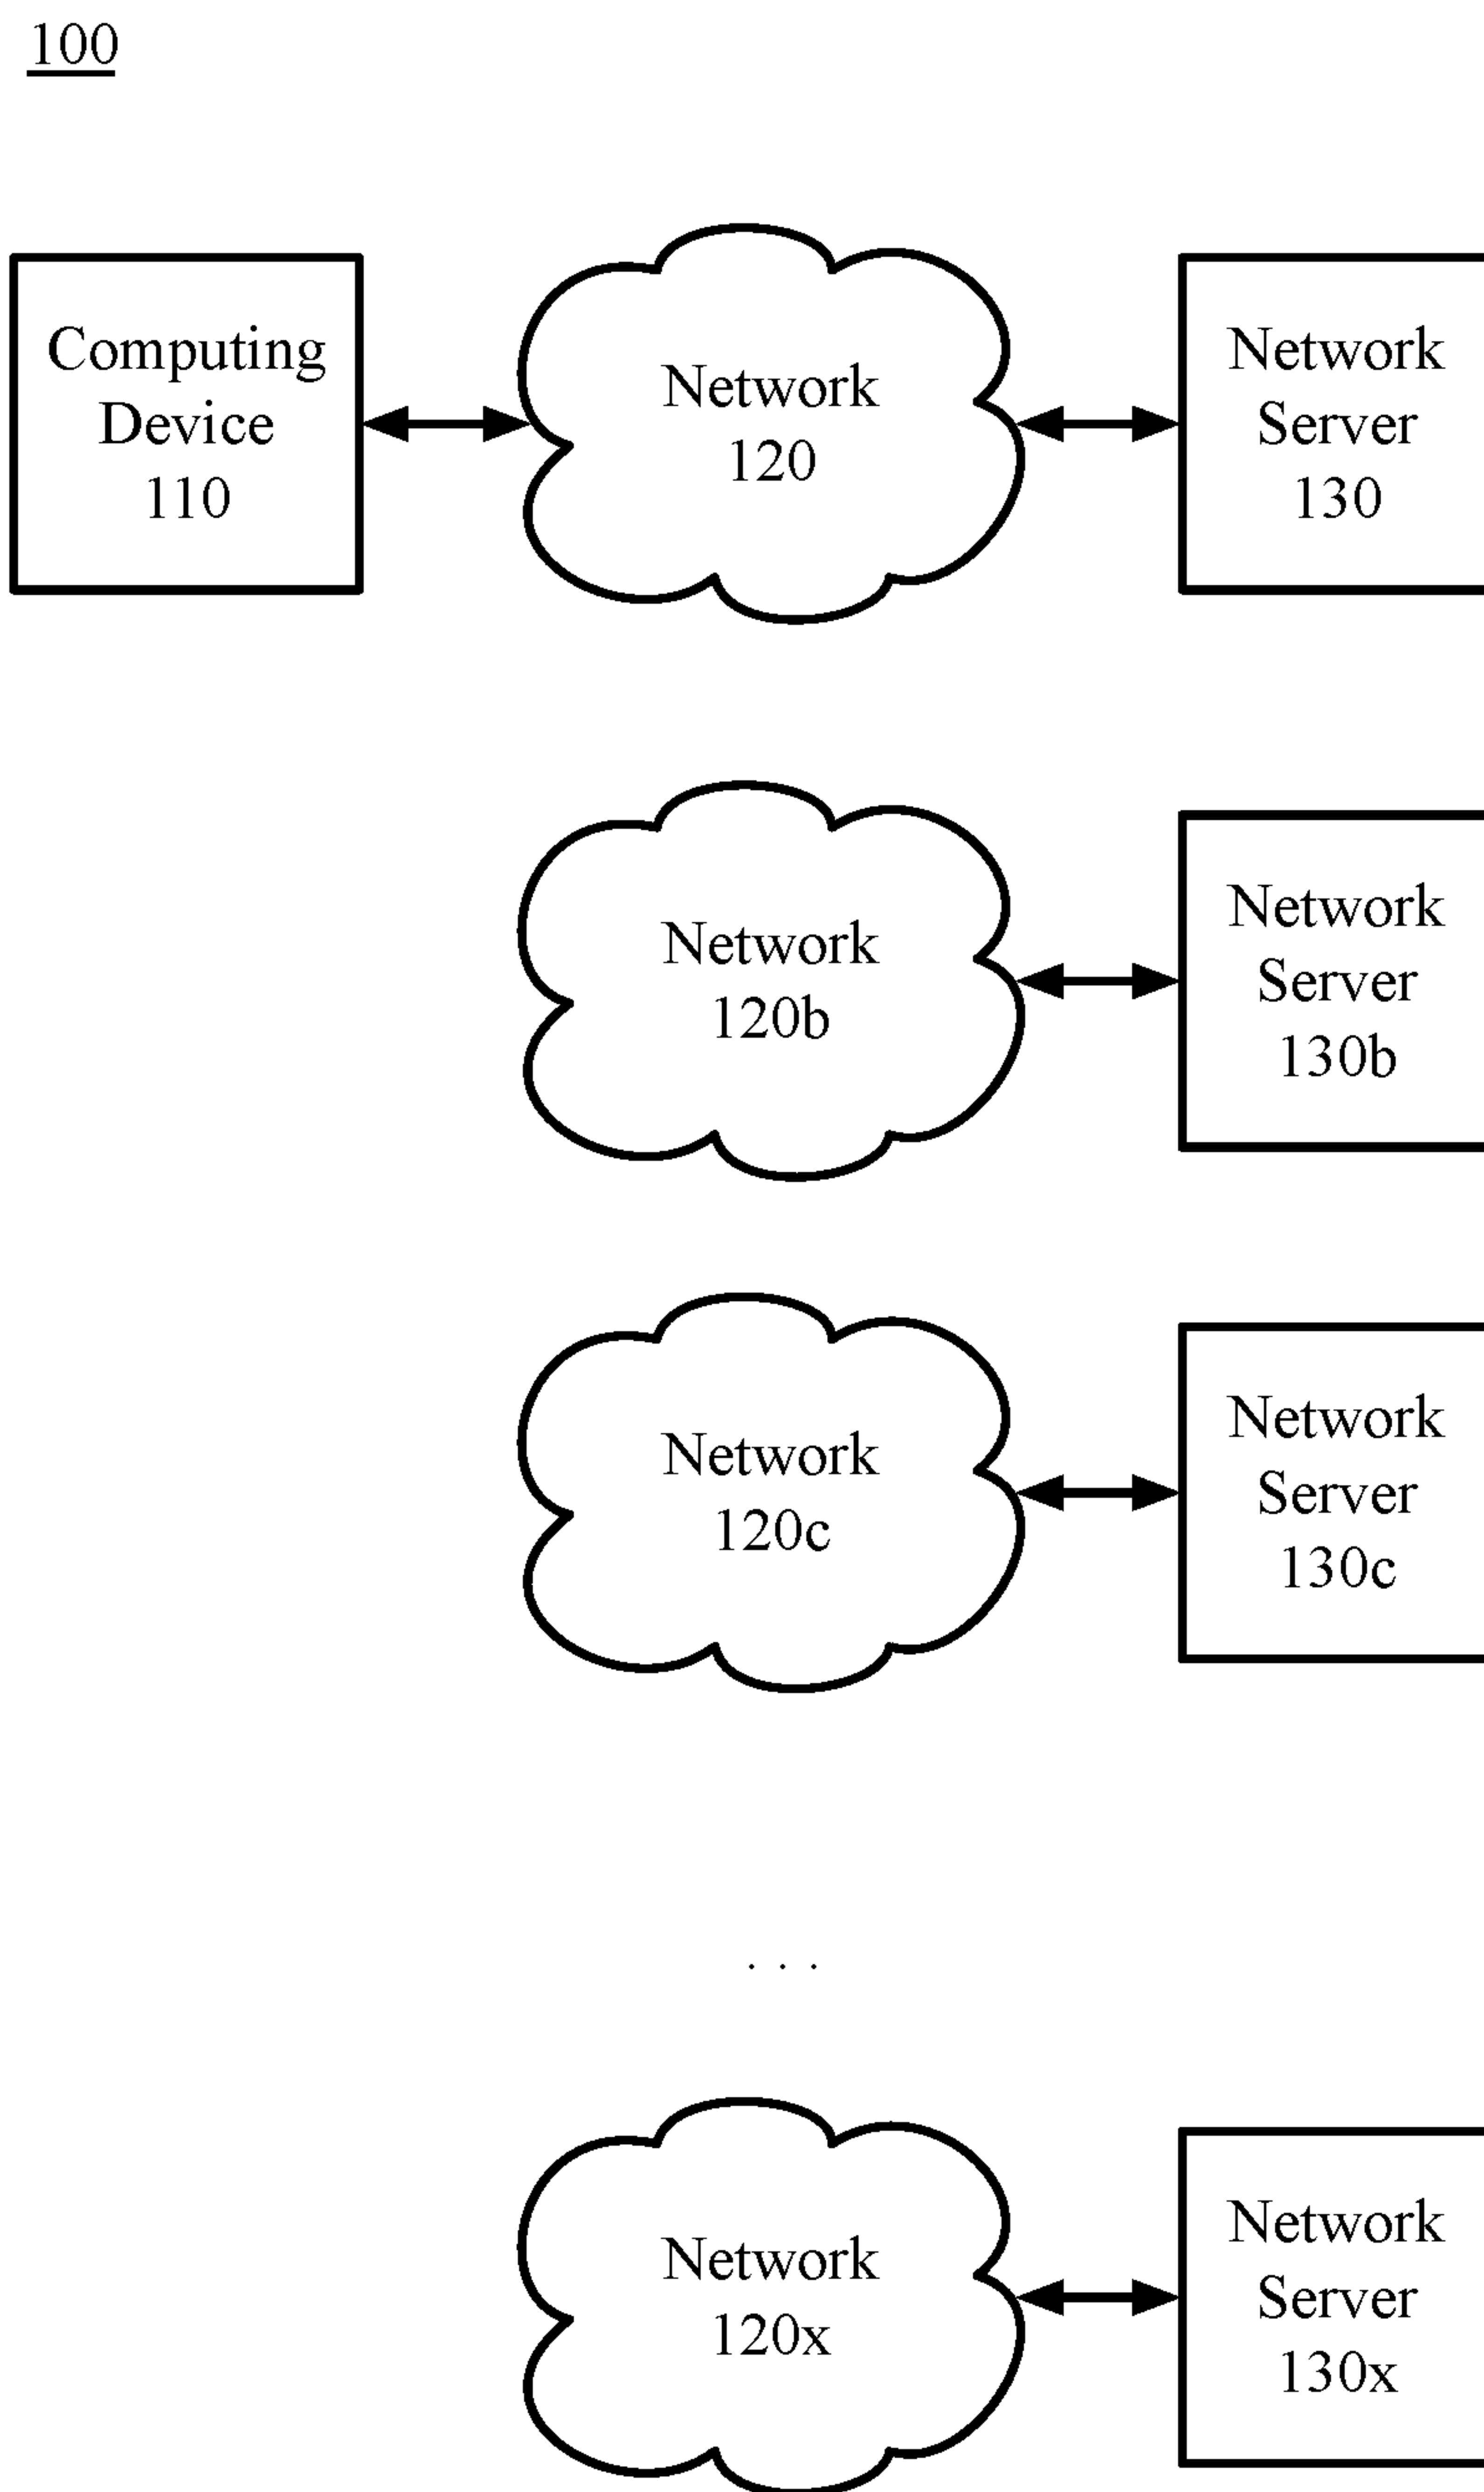 100
Computing
Device
110
Network
120
Network
Server
130
Network
120b
Network
Server
130b
Network
120c
Network
Server
130c
. . .
Network
120x
Network
Server
130x